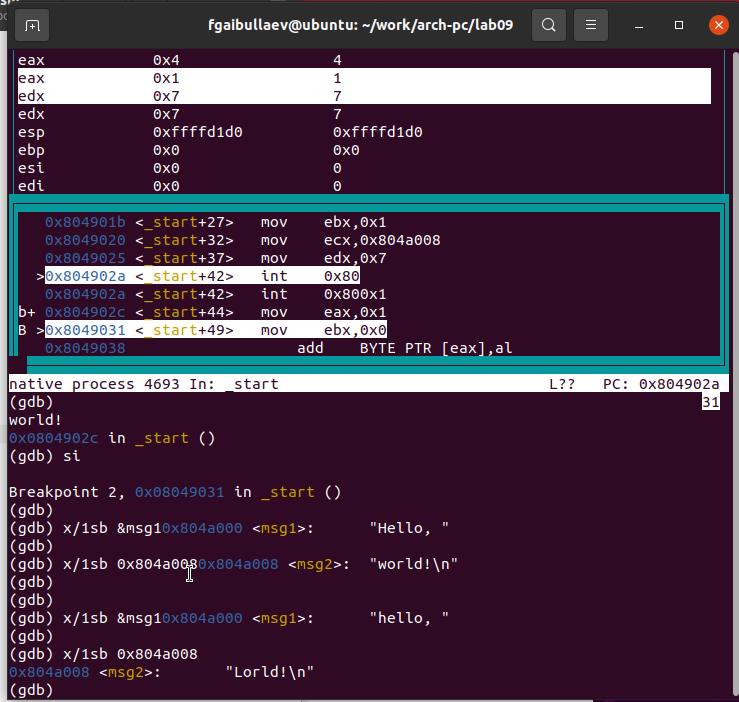 fgaibullaev@ubuntu: ~/work/arch-pc/lab09
eax 0x4 4
eax 0x1 1
edx 0x7 7
edx 0x7 7
esp 0xffffd1d0 0xffffd1d0
ebp 0x0 0x0
esi 0x0 0
edi 0x0 0
0x804901b <_start+27> mov ebx,0x1
0x8049020 <_start+32> mov ecx,0x804a008
0x8049025 <_start+37> mov edx,0x7
>0x804902a <_start+42> int 0x80
0x804902a <_start+42> int 0x800x1
b+ 0x804902c <_start+44> mov eax,0x1
B >0x8049031 <_start+49> mov ebx,0x0
0x8049038 add BYTE PTR [eax],al
native process 4693 In: _start L?? PC: 0x804902a
(gdb) 31
world!
0x0804902c in _start ()
(gdb) si
Breakpoint 2, 0x08049031 in _start ()
(gdb)
(gdb) x/1sb &msg10x804a000 <msg1>: "Hello, "
(gdb)
(gdb) x/1sb 0x804a0080x804a008 <msg2>: "world!\n"
(gdb)
(gdb)
(gdb) x/1sb &msg10x804a000 <msg1>: "hello, "
(gdb)
(gdb) x/1sb 0x804a008
0x804a008 <msg2>: "Lorld!\n"
(gdb)